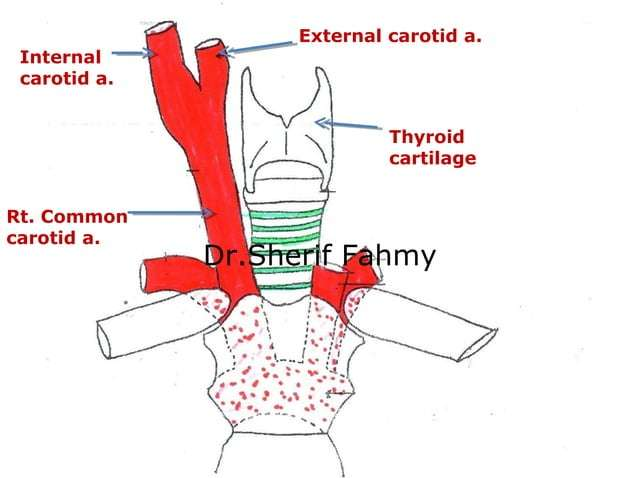 External carotid a.
Internal
carotid a.
Thyroid
cartilage
Rt. Common
carotid a.
Dr.Sherif Fahmy